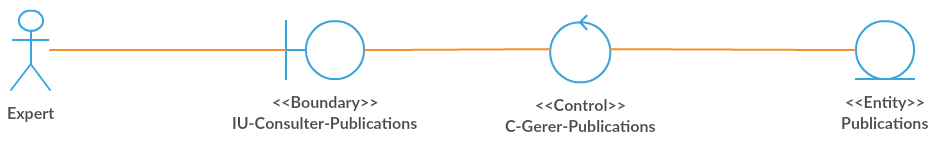 Expert
<<Boundary>>
IU-Consulter-Publications
<<Control>>
C-Gerer-Publications
<<Entity>>
Publications